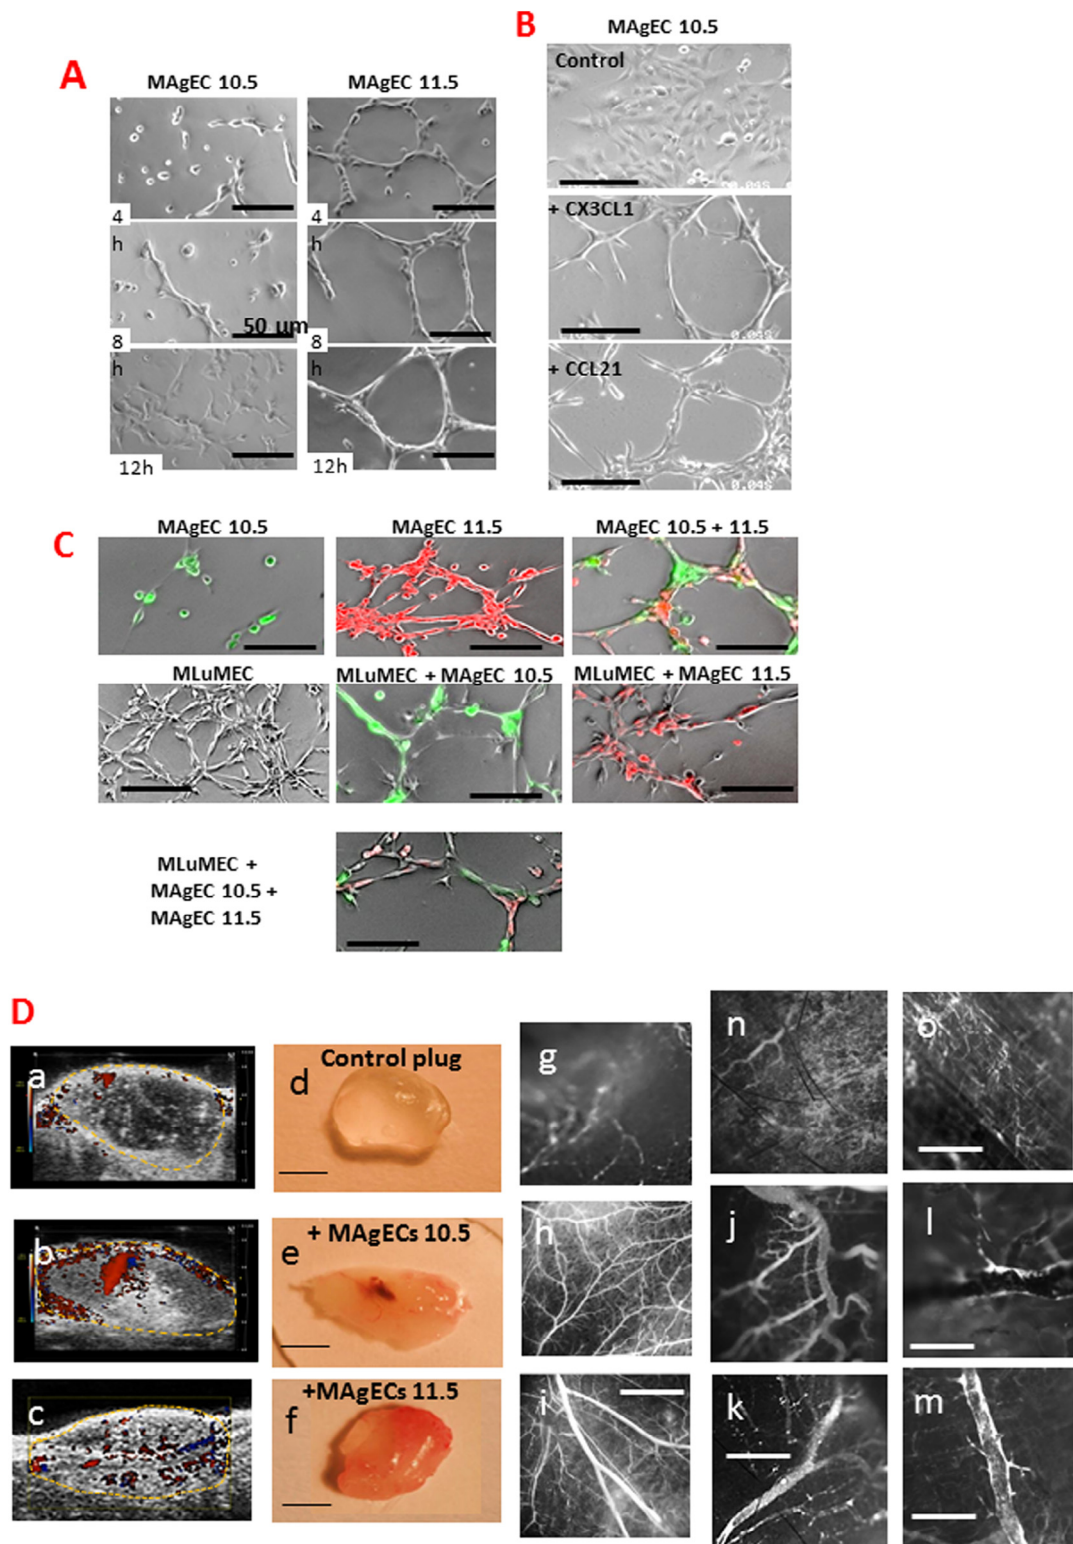 A
MAgEC 10.5
MAgEC 11.5
4
h
4
h
50 µm
8
h
8
h
12h
12h
B
MAgEC 10.5
Control
+ CX3CL1
+ CCL21
C
MAgEC 10.5
MAgEC 11.5
MAgEC 10.5 + 11.5
MLuMEC
MLuMEC + MAgEC 10.5
MLuMEC + MAgEC 11.5
MLuMEC +
MAgEC 10.5 +
MAgEC 11.5
D
a
b
c
Control plug
d
+ MAgECs 10.5
e
+MAgECs 11.5
f
g
h
i
n
j
k
o
l
m